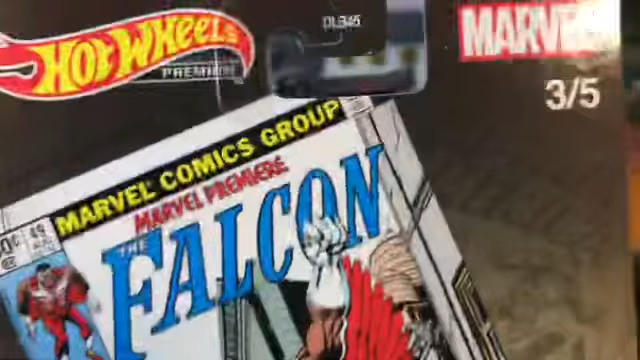 HOT WHEELS
PREMIUM
MARVEL
3/5
MARVEL COMICS GROUP
MARVEL PREMIERE
49
THE
FALCON